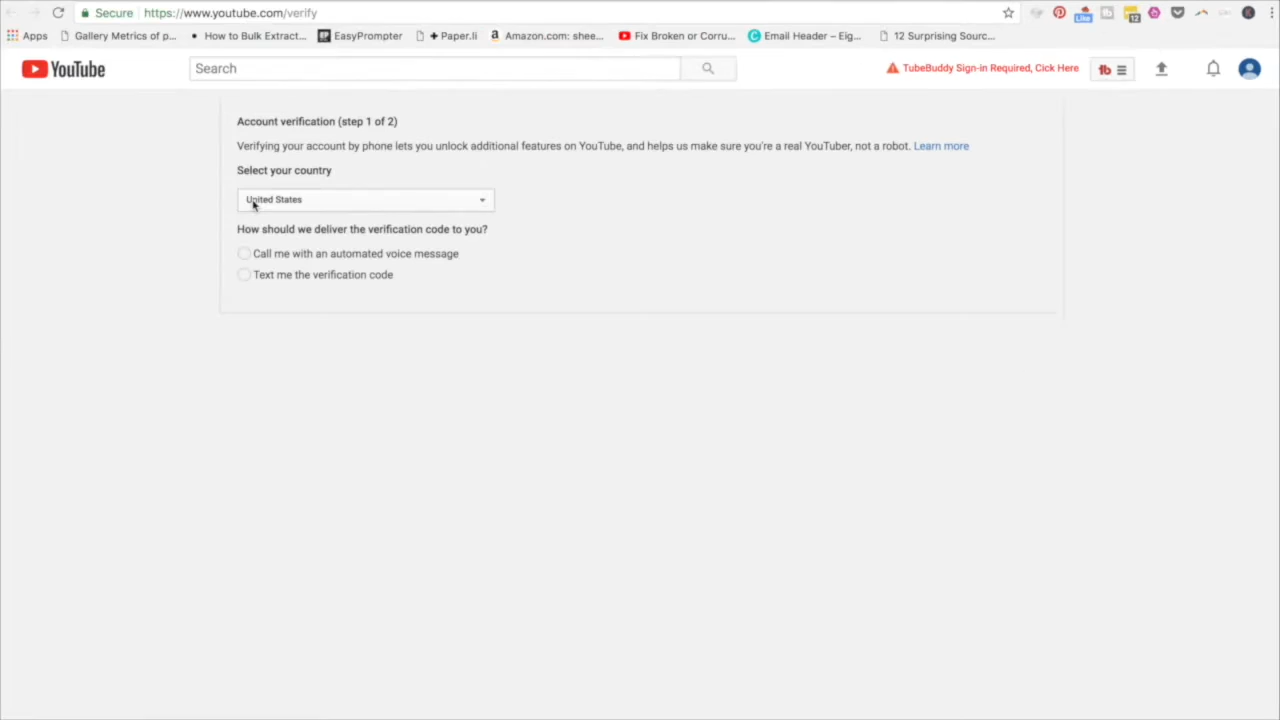 Secure https://www.youtube.com/verify
12
Apps Gallery Metrics of p... How to Bulk Extract... EasyPrompter Paper.li Amazon.com: shee... Fix Broken or Corru... Email Header – Eig... 12 Surprising Sourc...
YouTube Search TubeBuddy Sign-in Required, Cick Here tb
Account verification (step 1 of 2)
Verifying your account by phone lets you unlock additional features on YouTube, and helps us make sure you're a real YouTuber, not a robot. Learn more
Select your country
United States
How should we deliver the verification code to you?
Call me with an automated voice message
Text me the verification code